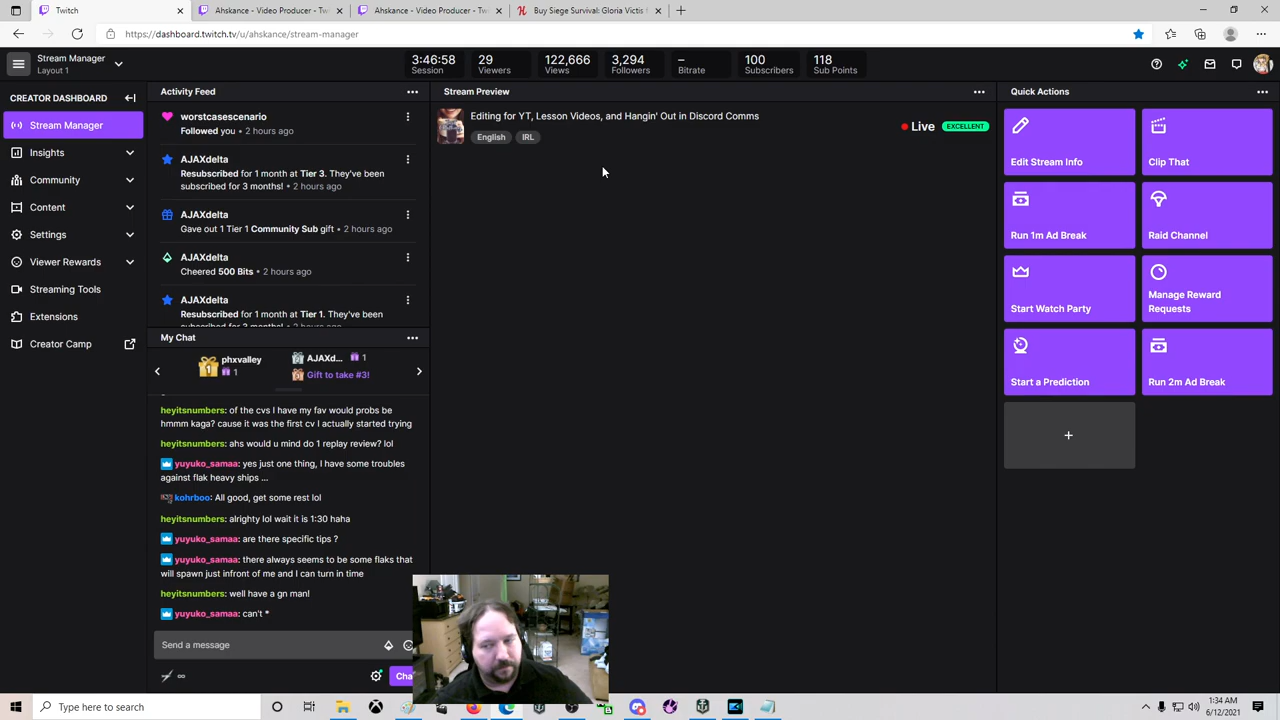 Twitch
Ahskance - Video Producer - Tw
Ahskance - Video Producer - Tw
Buy Siege Survival: Gloria Victis f
https://dashboard.twitch.tv/u/ahskance/stream-manager
Stream Manager
Layout 1
3:46:58
Session
29
Viewers
122,666
Views
3,294
Followers
–
Bitrate
100
Subscribers
118
Sub Points
CREATOR DASHBOARD
Stream Manager
Insights
Community
Content
Settings
Viewer Rewards
Streaming Tools
Extensions
Creator Camp
Activity Feed
worstcasescenario
Followed you • 2 hours ago
AJAXdelta
Resubscribed for 1 month at Tier 3. They've been
subscribed for 3 months! • 2 hours ago
AJAXdelta
Gave out 1 Tier 1 Community Sub gift • 2 hours ago
AJAXdelta
Cheered 500 Bits • 2 hours ago
AJAXdelta
Resubscribed for 1 month at Tier 1. They've been
subscribed for 3 months! • 2 hours ago
My Chat
1
phxvalley
1
AJAXd... 1
Gift to take #3!
heyitsnumbers: of the cvs I have my fav would probs be
hmmm kaga? cause it was the first cv I actually started trying
heyitsnumbers: ahs would u mind do 1 replay review? lol
yuyuko_samaa: yes just one thing, I have some troubles
against flak heavy ships ...
kohrboo: All good, get some rest lol
heyitsnumbers: alrighty lol wait it is 1:30 haha
yuyuko_samaa: are there specific tips ?
yuyuko_samaa: there always seems to be some flaks that
will spawn just infront of me and I can turn in time
heyitsnumbers: well have a gn man!
yuyuko_samaa: can't *
Send a message
Cha
Stream Preview
Editing for YT, Lesson Videos, and Hangin' Out in Discord Comms
English
IRL
Live
EXCELLENT
Quick Actions
Edit Stream Info
Clip That
Run 1m Ad Break
Raid Channel
Start Watch Party
Manage Reward
Requests
Start a Prediction
Run 2m Ad Break
Type here to search
1:34 AM
6/12/2021